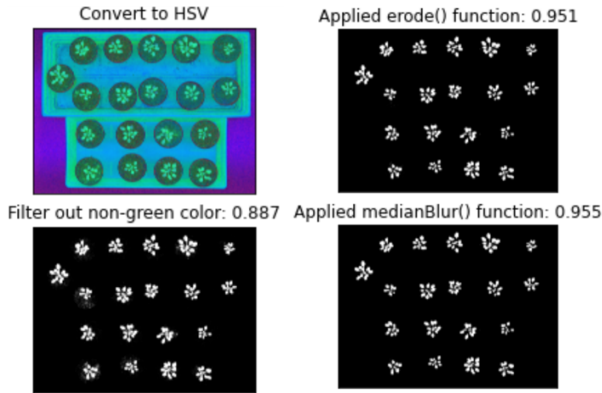 Convert to HSV
Applied erode() function: 0.951
Filter out non-green color: 0.887
Applied medianBlur() function: 0.955